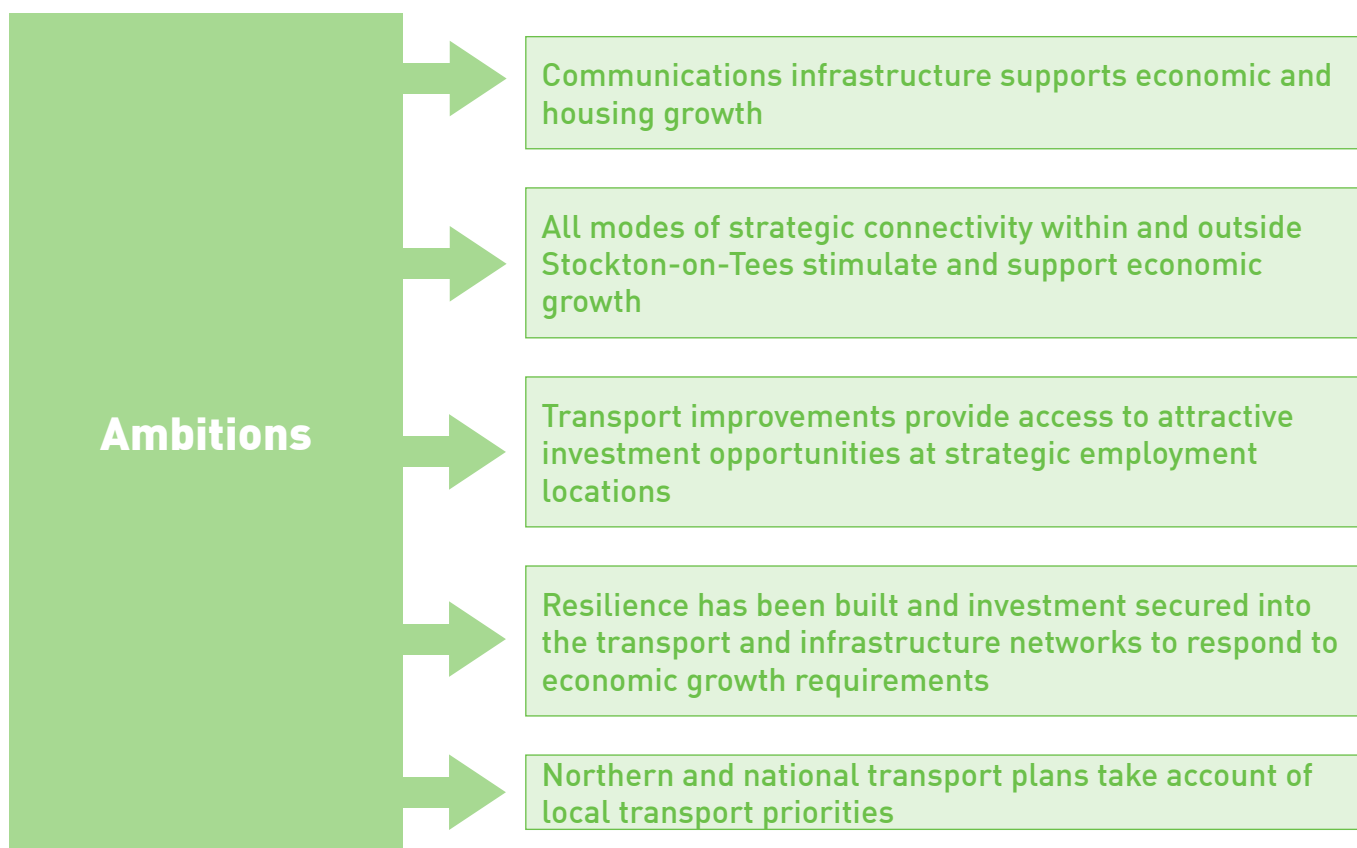 Communications infrastructure supports economic and
housing growth
All modes of strategic connectivity within and outside
Stockton-on-Tees stimulate and support economic
growth
Ambitions
Transport improvements provide access to attractive
investment opportunities at strategic employment
locations
Resilience has been built and investment secured into
the transport and infrastructure networks to respond to
economic growth requirements
Northern and national transport plans take account of
local transport priorities